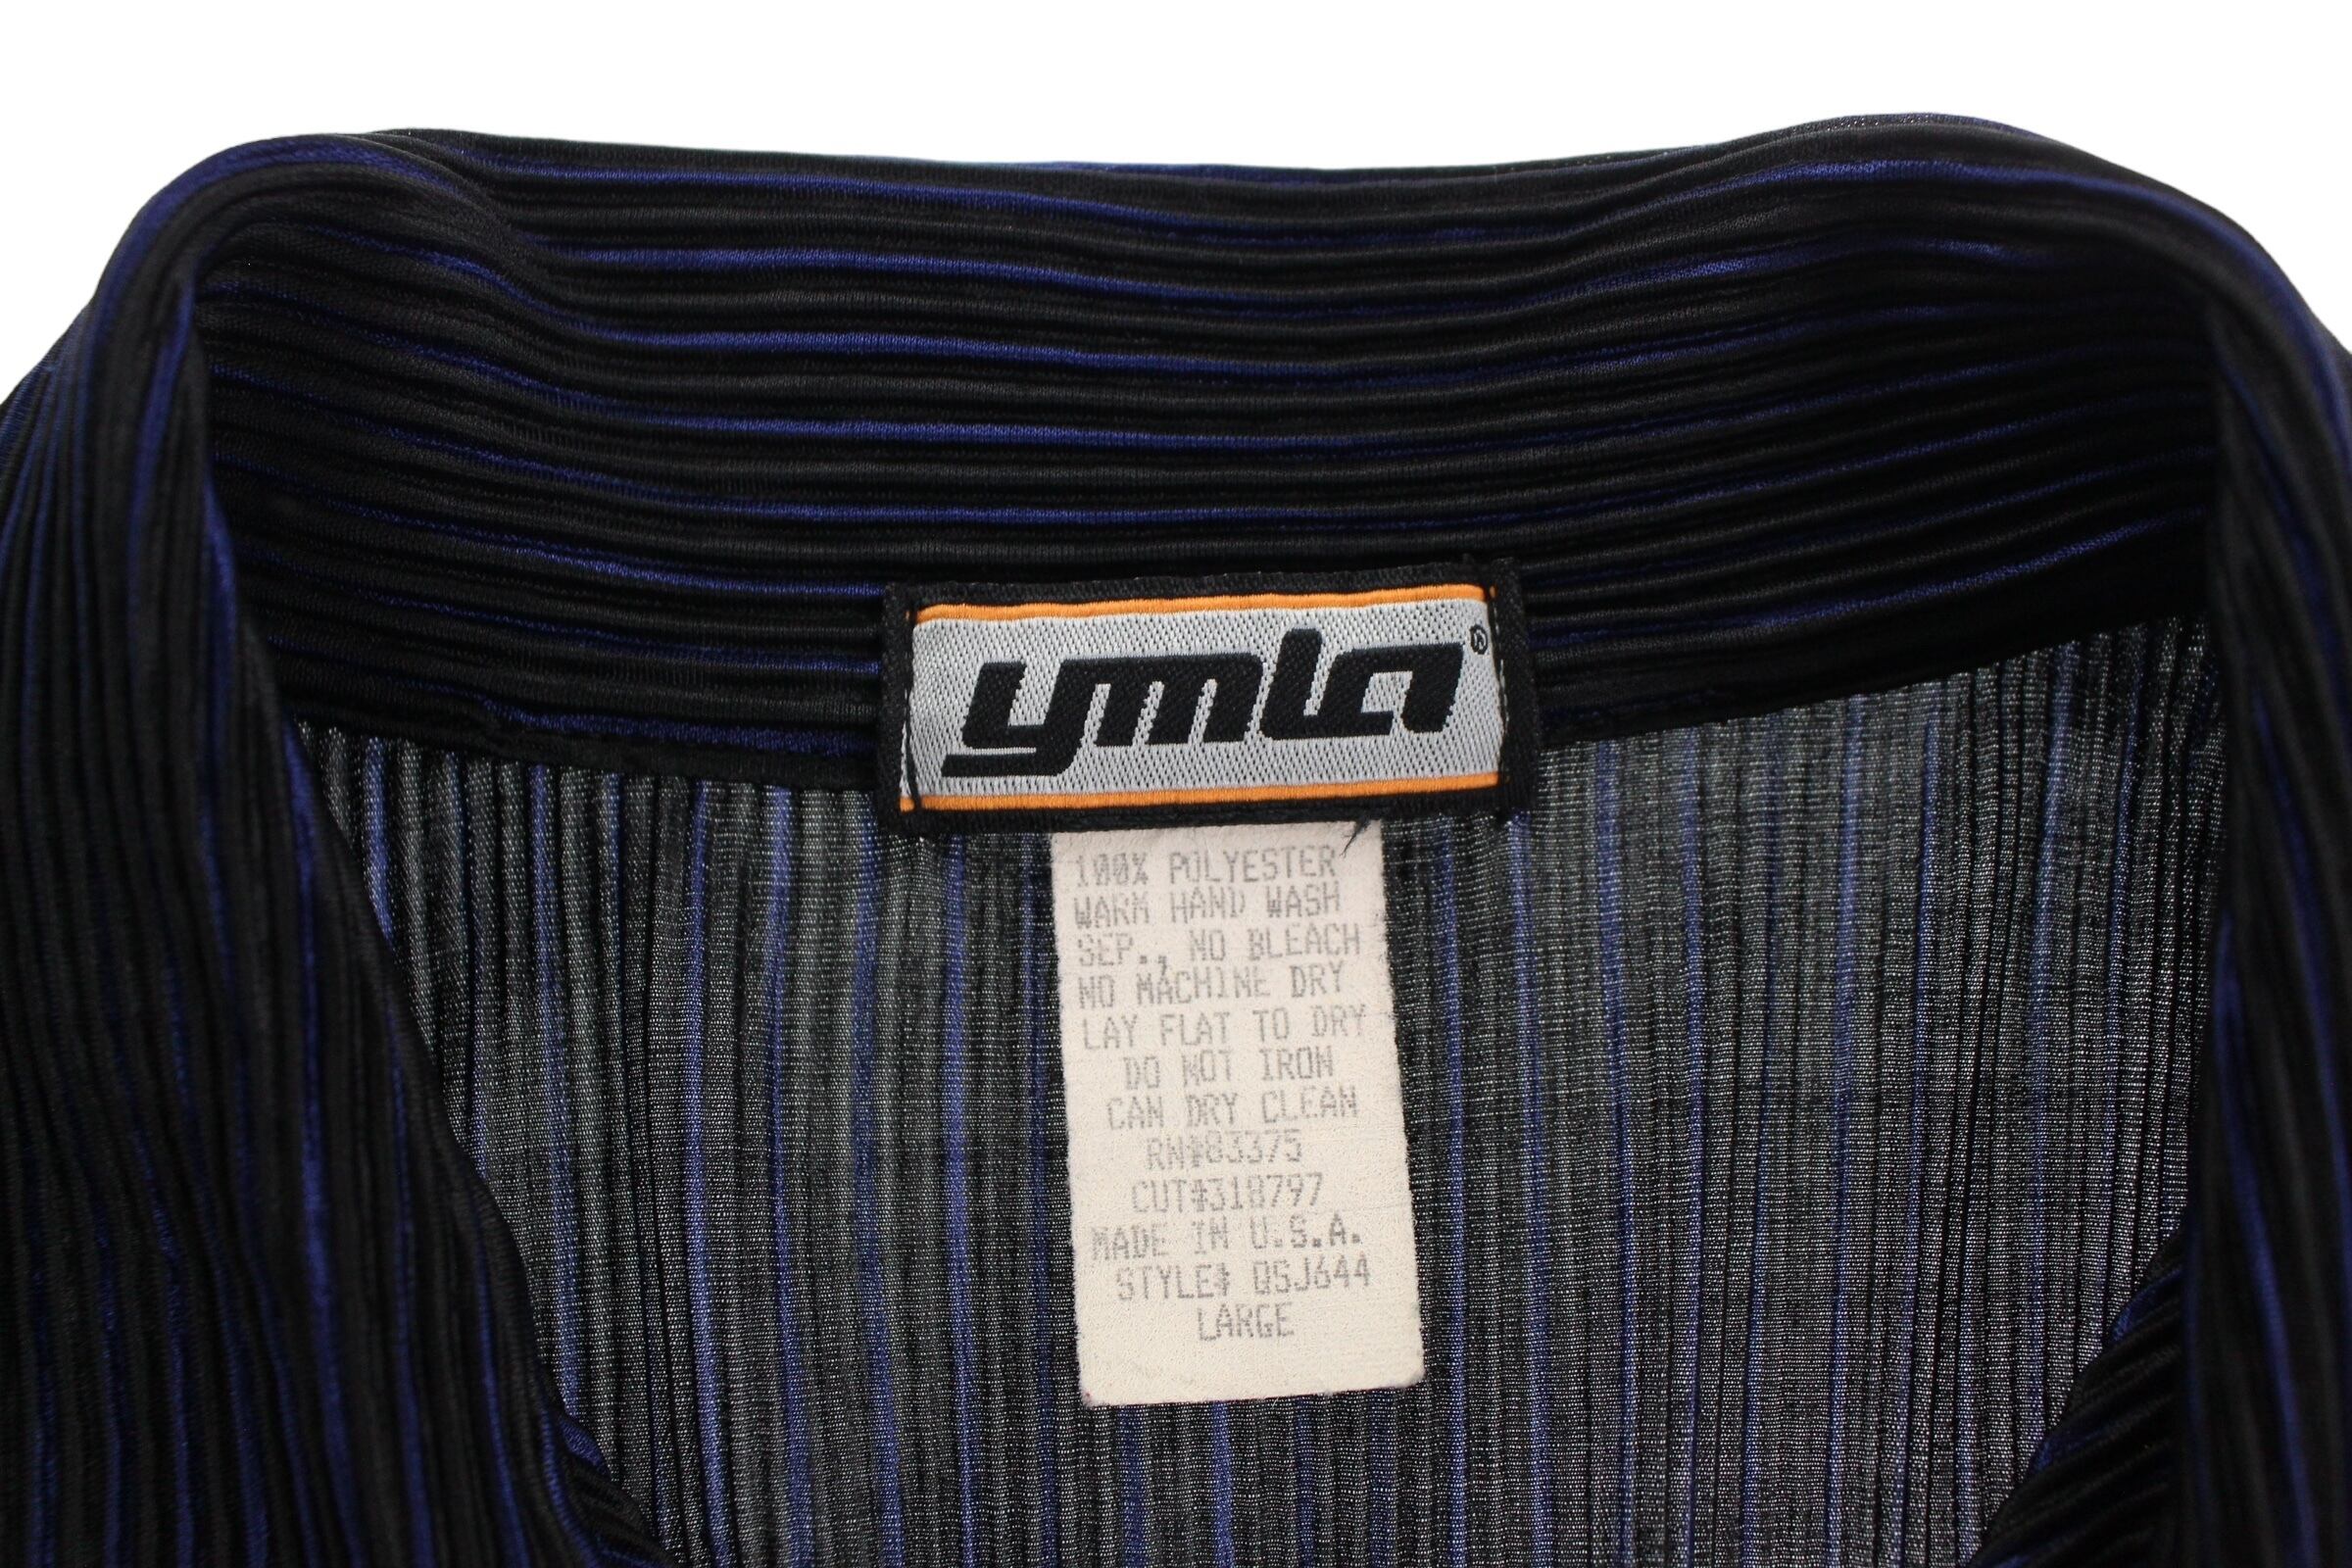 ymla®
100% POLYESTER
WARM HAND WASH
SEP., NO BLEACH
NO MACHINE DRY
LAY FLAT TO DRY
DO NOT IRON
CAN DRY CLEAN
RN#83375
CUT#318797
MADE IN U.S.A.
STYLE# QSJ644
LARGE